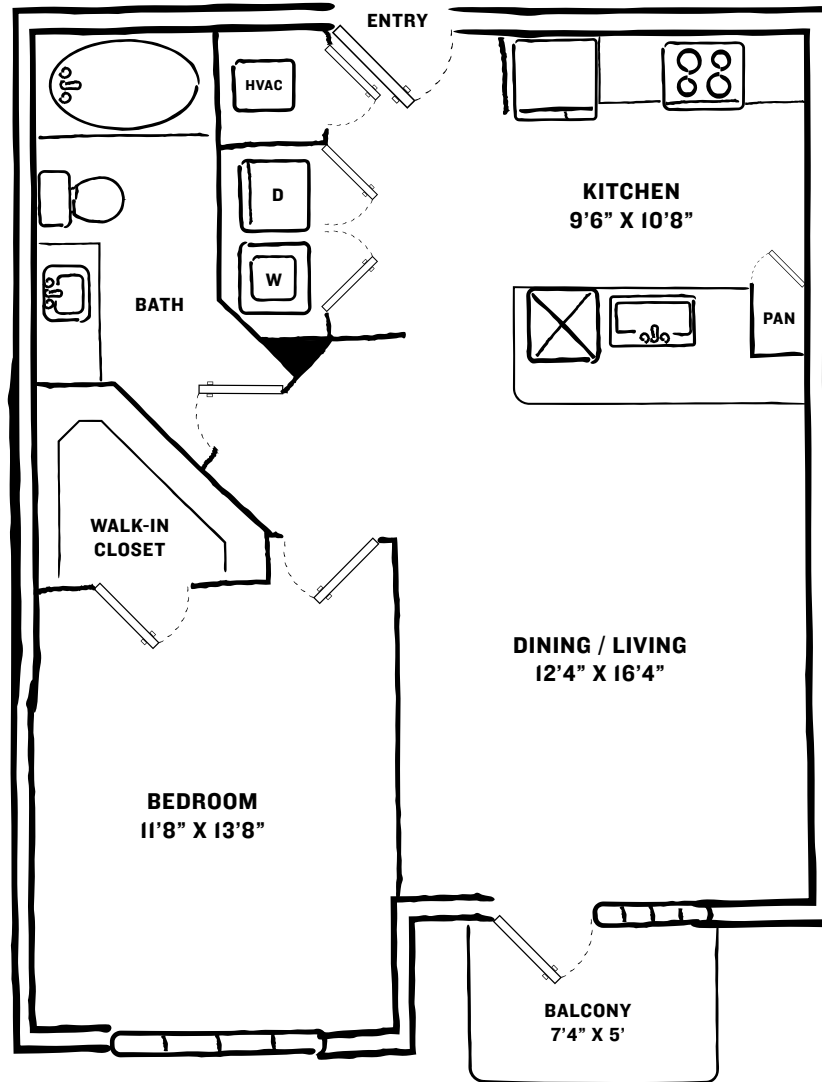 ENTRY
HVAC
D
KITCHEN
9'6” X 10'8”
W
BATH
PAN
WALK-IN
CLOSET
DINING / LIVING
12'4” X 16'4”
BEDROOM
11'8” X 13'8”
BALCONY
7'4” X 5'